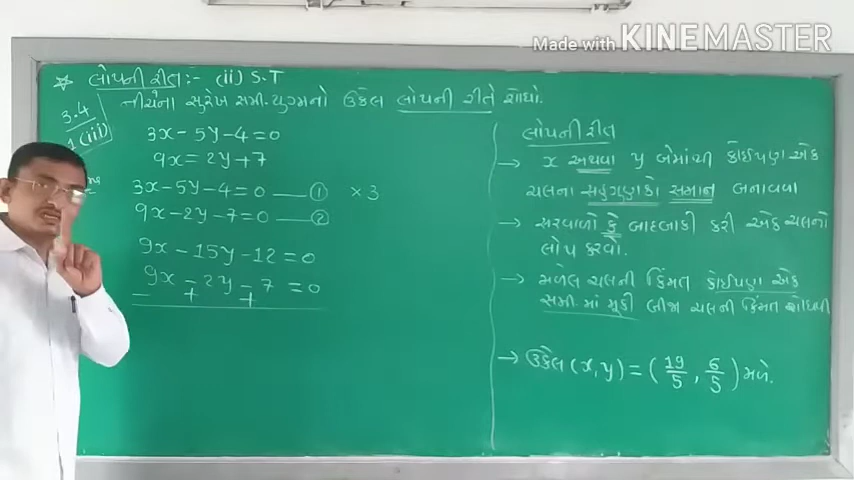 Made with KINEMASTER
☆ લોપની રીત :- (ii) S.T
નીચેના સુરેખ સમી. યુગ્મનો ઉકેલ લોપની રીતે શોધો.
3.4
1 (iii)
3x - 5y - 4 = 0
9x = 2y + 7
3x - 5y - 4 = 0 —— ① × 3
9x - 2y - 7 = 0 —— ②
9x - 15y - 12 = 0
9x - 2y - 7 = 0
- + +
લોપની રીત
→ x અથવા y બેમાંથી કોઈપણ એક
ચલના સહગુણકો સમાન બનાવવા
→ સરવાળો કે બાદબાકી કરી એક ચલનો
લોપ કરવો.
→ મળેલ ચલની કિંમત કોઈપણ એક
સમી. માં મૂકી બીજા ચલની કિંમત શોધવી
→ ઉકેલ (x, y) = (19/5, 6/5) મળે.